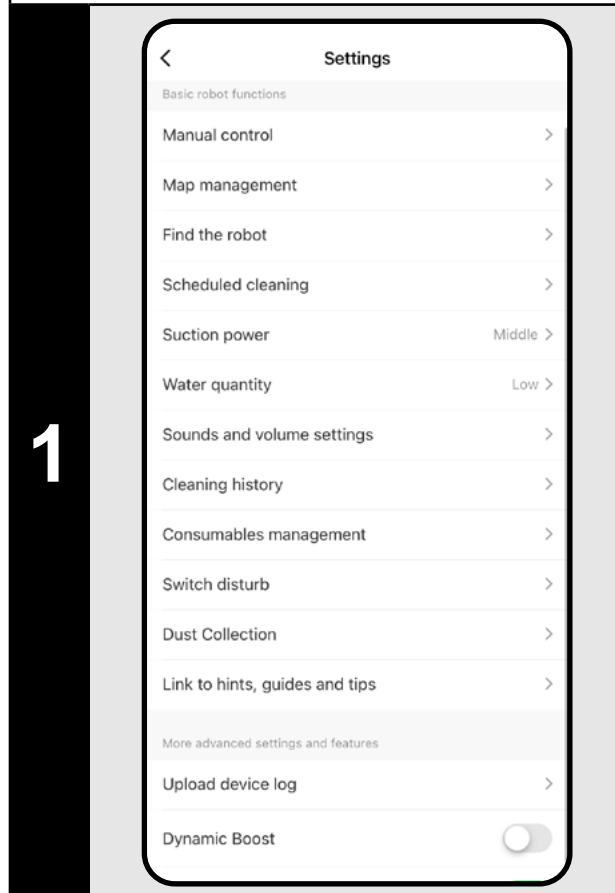 1
Settings
Basic robot functions
Manual control
Map management
Find the robot
Scheduled cleaning
Suction power Middle
Water quantity Low
Sounds and volume settings
Cleaning history
Consumables management
Switch disturb
Dust Collection
Link to hints, guides and tips
More advanced settings and features
Upload device log
Dynamic Boost